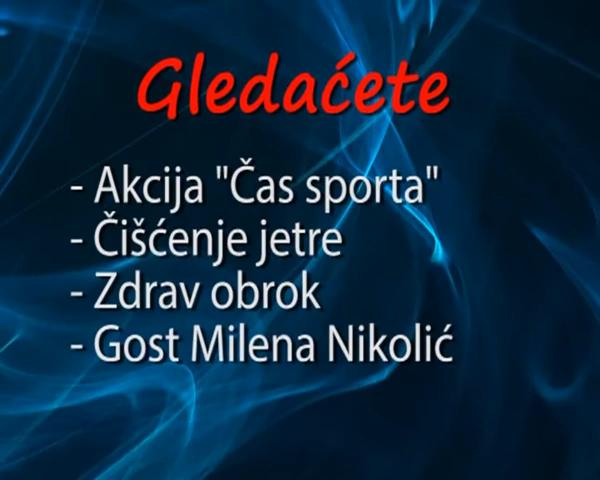 Gledaćete
- Akcija "Čas sporta"
- Čišćenje jetre
- Zdrav obrok
- Gost Milena Nikolić